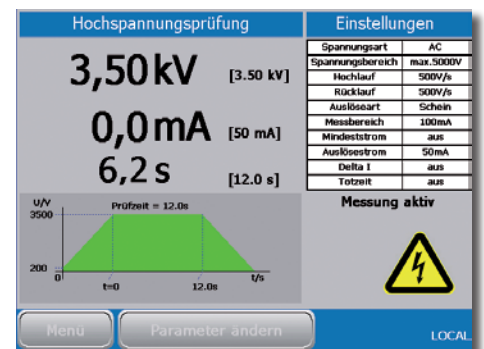 Hochspannungsprüfung
Einstellungen
3,50 kV [3.50 kV]
0,0 mA [50 mA]
6,2 s [12.0 s]
Spannungsart AC
Spannungsbereich max.5000V
Hochlauf 500V/s
Rücklauf 500V/s
Auslöseart Schein
Messbereich 100mA
Mindeststrom aus
Auslösestrom 50mA
Delta I aus
Totzeit aus
U/V
3500
Prüfzeit = 12.0s
200
0
t=0
12.0s
t/s
Messung aktiv
Menü
Parameter ändern
LOCAL